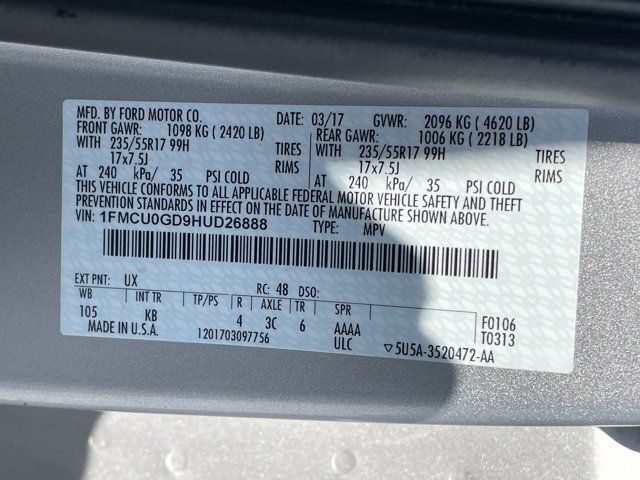 MFD. BY FORD MOTOR CO. DATE: 03/17 GVWR: 2096 KG ( 4620 LB)
FRONT GAWR: 1098 KG ( 2420 LB) REAR GAWR: 1006 KG ( 2218 LB)
WITH 235/55R17 99H TIRES WITH 235/55R17 99H TIRES
17x7.5J RIMS 17x7.5J RIMS
AT 240 kPa/ 35 PSI COLD AT 240 kPa/ 35 PSI COLD
THIS VEHICLE CONFORMS TO ALL APPLICABLE FEDERAL MOTOR VEHICLE SAFETY AND THEFT
PREVENTION STANDARDS IN EFFECT ON THE DATE OF MANUFACTURE SHOWN ABOVE.
VIN: 1FMCU0GD9HUD26888 TYPE: MPV
EXT PNT: UX RC: 48 DSO:
WB INT TR TP/PS R AXLE TR SPR
105 KB 4 3C 6 AAAA F0106
MADE IN U.S.A. 1201703097756 ULC ▽5U5A-3520472-AA T0313